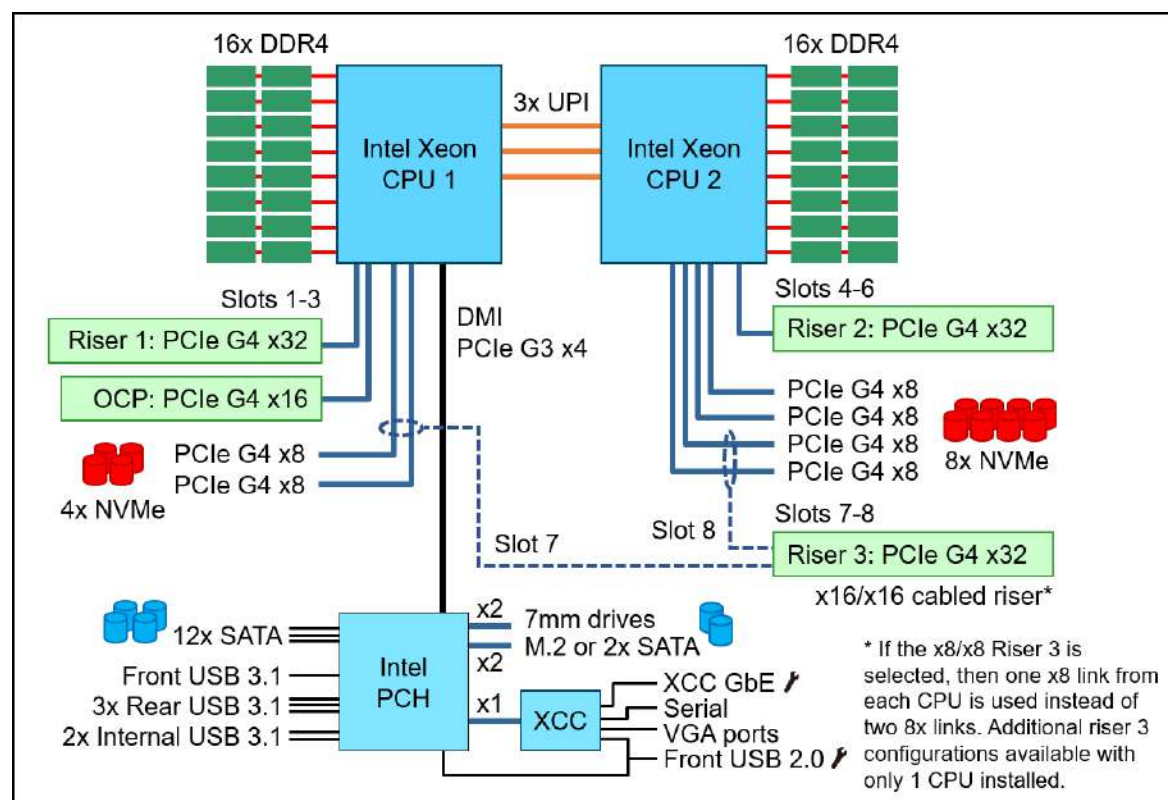 16x DDR4
16x DDR4
3x UPI
Intel Xeon
CPU 1
Intel Xeon
CPU 2
Slots 1-3
Riser 1: PCIe G4 x32
OCP: PCIe G4 x16
DMI
PCIe G3 x4
Slots 4-6
Riser 2: PCIe G4 x32
PCIe G4 x8
PCIe G4 x8
PCIe G4 x8
PCIe G4 x8
8x NVMe
PCIe G4 x8
PCIe G4 x8
4x NVMe
Slot 7
Slot 8
Slots 7-8
Riser 3: PCIe G4 x32
x16/x16 cabled riser*
12x SATA
Front USB 3.1
3x Rear USB 3.1
2x Internal USB 3.1
Intel
PCH
x2
7mm drives
M.2 or 2x SATA
x2
x1
XCC
XCC GbE
Serial
VGA ports
Front USB 2.0
* If the x8/x8 Riser 3 is
selected, then one x8 link from
each CPU is used instead of
two 8x links. Additional riser 3
configurations available with
only 1 CPU installed.